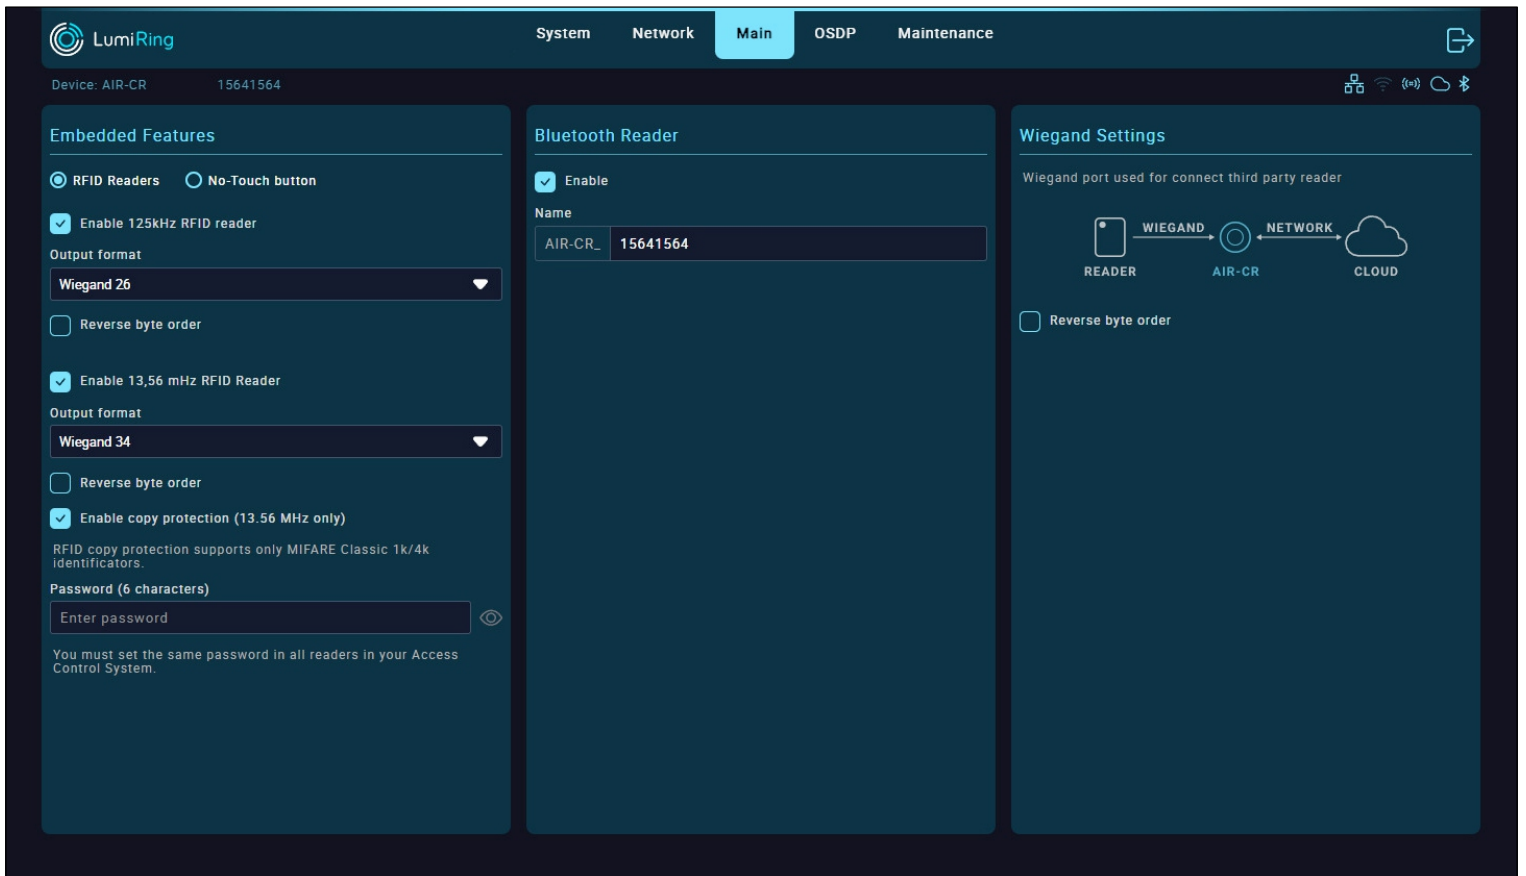 LumiRing
System Network Main OSDP Maintenance
Device: AIR-CR 15641564
Embedded Features
RFID Readers No-Touch button
Enable 125kHz RFID reader
Output format
Wiegand 26
Reverse byte order
Enable 13,56 mHz RFID Reader
Output format
Wiegand 34
Reverse byte order
Enable copy protection (13.56 MHz only)
RFID copy protection supports only MIFARE Classic 1k/4k
identificators.
Password (6 characters)
Enter password
You must set the same password in all readers in your Access
Control System.
Bluetooth Reader
Enable
Name
AIR-CR_ 15641564
Wiegand Settings
Wiegand port used for connect third party reader
WIEGAND NETWORK
READER AIR-CR CLOUD
Reverse byte order